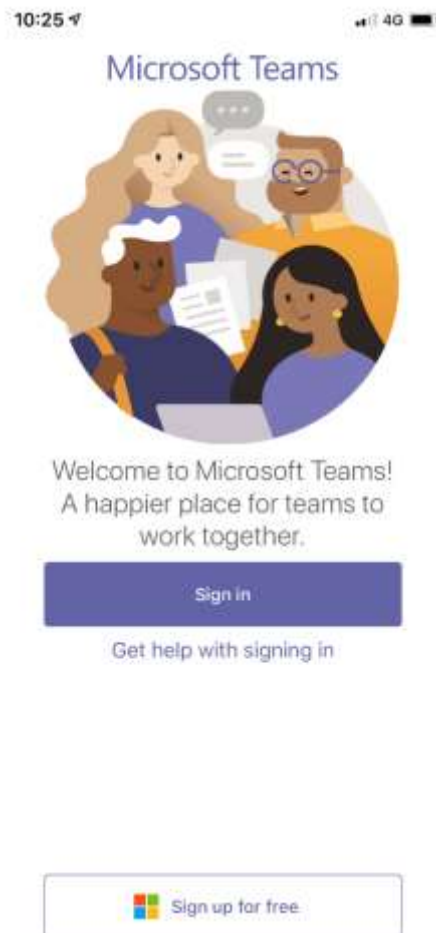 10:25 4G
Microsoft Teams
Welcome to Microsoft Teams!
A happier place for teams to
work together.
Sign in
Get help with signing in
Sign up for free